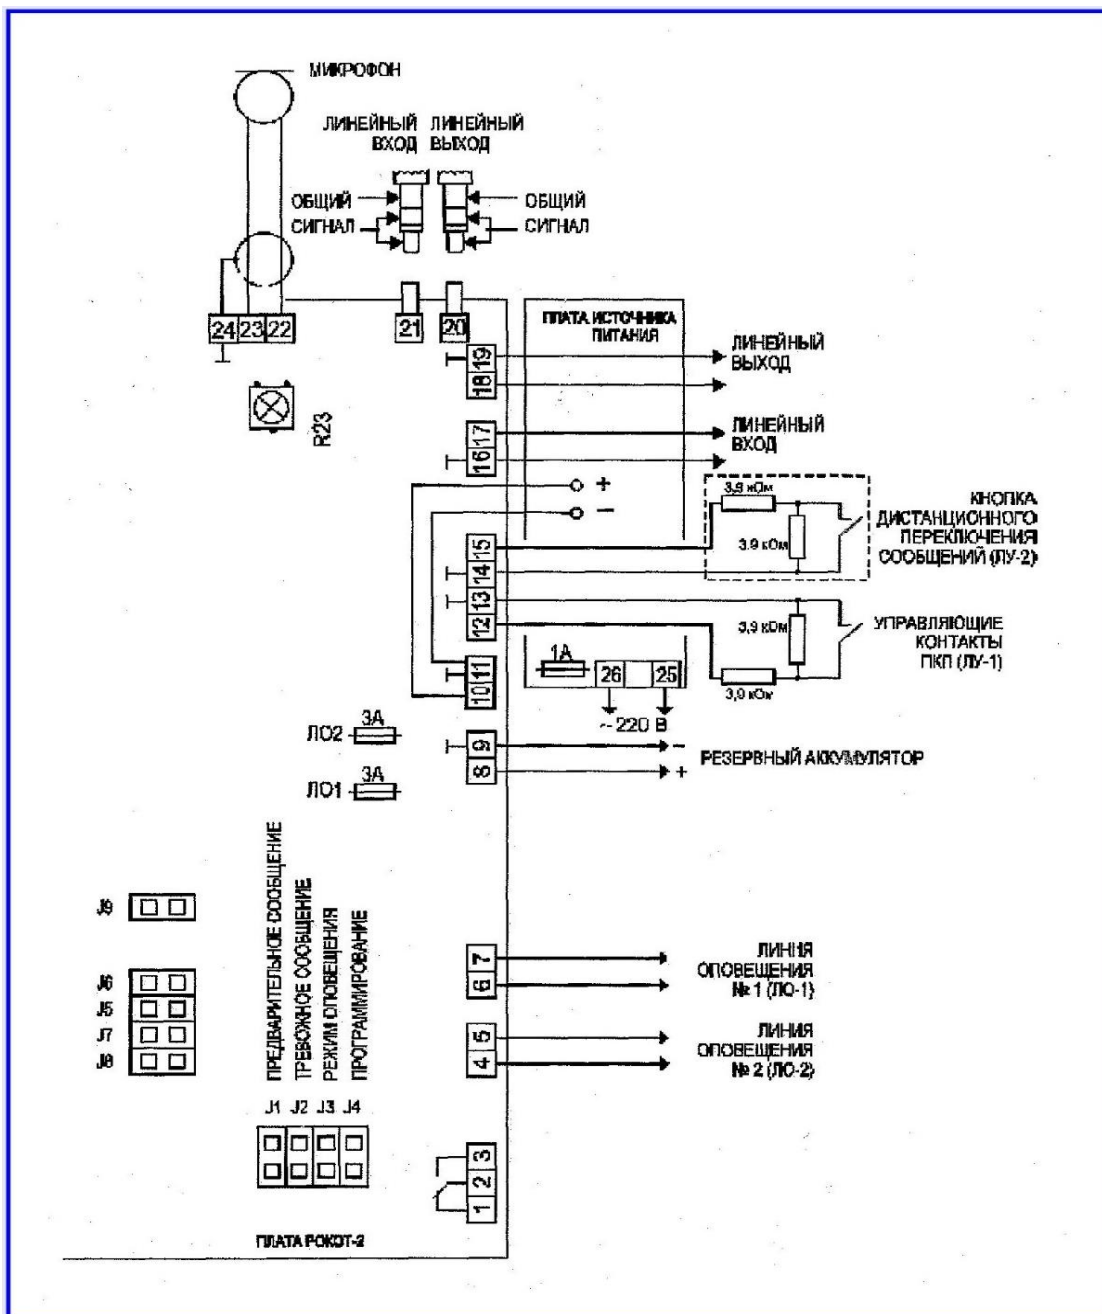 МИКРОФОН
ЛИНЕЙНЫЙ ЛИНЕЙНЫЙ
ВХОД ВЫХОД
ОБЩИЙ
ОБЩИЙ
СИГНАЛ
СИГНАЛ
24 23 22
21
20
ПЛАТА ИСТОЧНИКА
ПИТАНИЯ
19
18
ЛИНЕЙНЫЙ
ВЫХОД
R23
17
16
ЛИНЕЙНЫЙ
ВХОД
+
−
3,9 кОм
3,9 кОм
КНОПКА
ДИСТАНЦИОННОГО
ПЕРЕКЛЮЧЕНИЯ
СООБЩЕНИЙ (ЛУ-2)
15
14
13
12
3,9 кОм
3,9 кОм
УПРАВЛЯЮЩИЕ
КОНТАКТЫ
ПКП (ЛУ-1)
11
10
1А
26
25
~ 220 В
ЛО2
3А
9
8
−
+
РЕЗЕРВНЫЙ АККУМУЛЯТОР
ЛО1
3А
ПРЕДВАРИТЕЛЬНОЕ СООБЩЕНИЕ
ТРЕВОЖНОЕ СООБЩЕНИЕ
РЕЖИМ ОПОВЕЩЕНИЯ
ПРОГРАММИРОВАНИЕ
J9
J6
J5
J7
J8
7
6
ЛИНИЯ
ОПОВЕЩЕНИЯ
№ 1 (ЛО-1)
5
4
ЛИНИЯ
ОПОВЕЩЕНИЯ
№ 2 (ЛО-2)
J1 J2 J3 J4
3
2
1
ПЛАТА РОКОТ-2